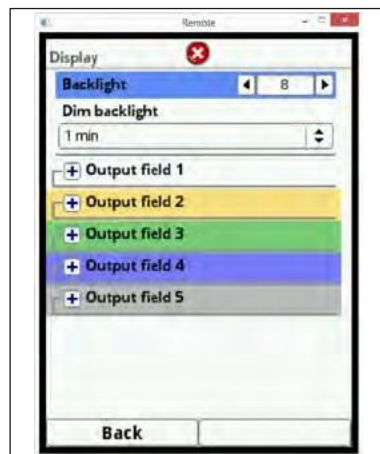 Remote
Display
Backlight 8
Dim backlight
1 min
Output field 1
Output field 2
Output field 3
Output field 4
Output field 5
Back